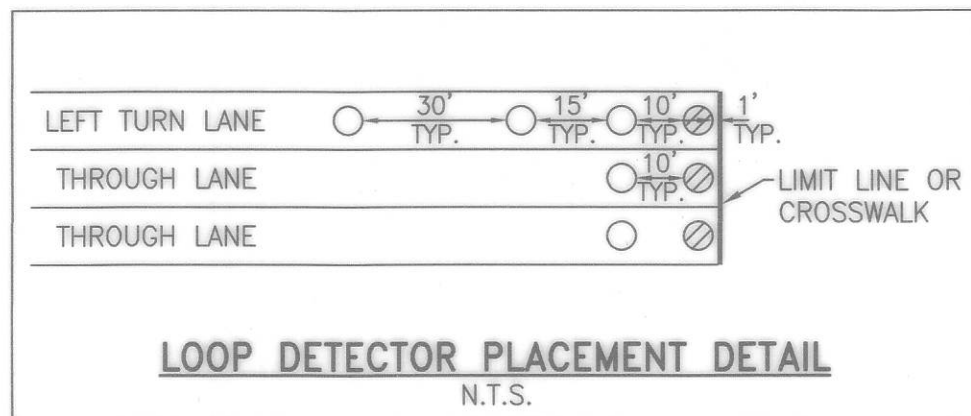 LEFT TURN LANE 30' TYP. 15' TYP. 10' TYP. 1' TYP.
THROUGH LANE 10' TYP.
LIMIT LINE OR
CROSSWALK
THROUGH LANE
LOOP DETECTOR PLACEMENT DETAIL
N.T.S.